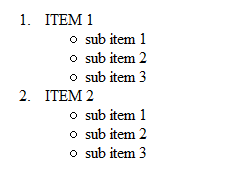 1. ITEM 1
○ sub item 1
○ sub item 2
○ sub item 3
2. ITEM 2
○ sub item 1
○ sub item 2
○ sub item 3